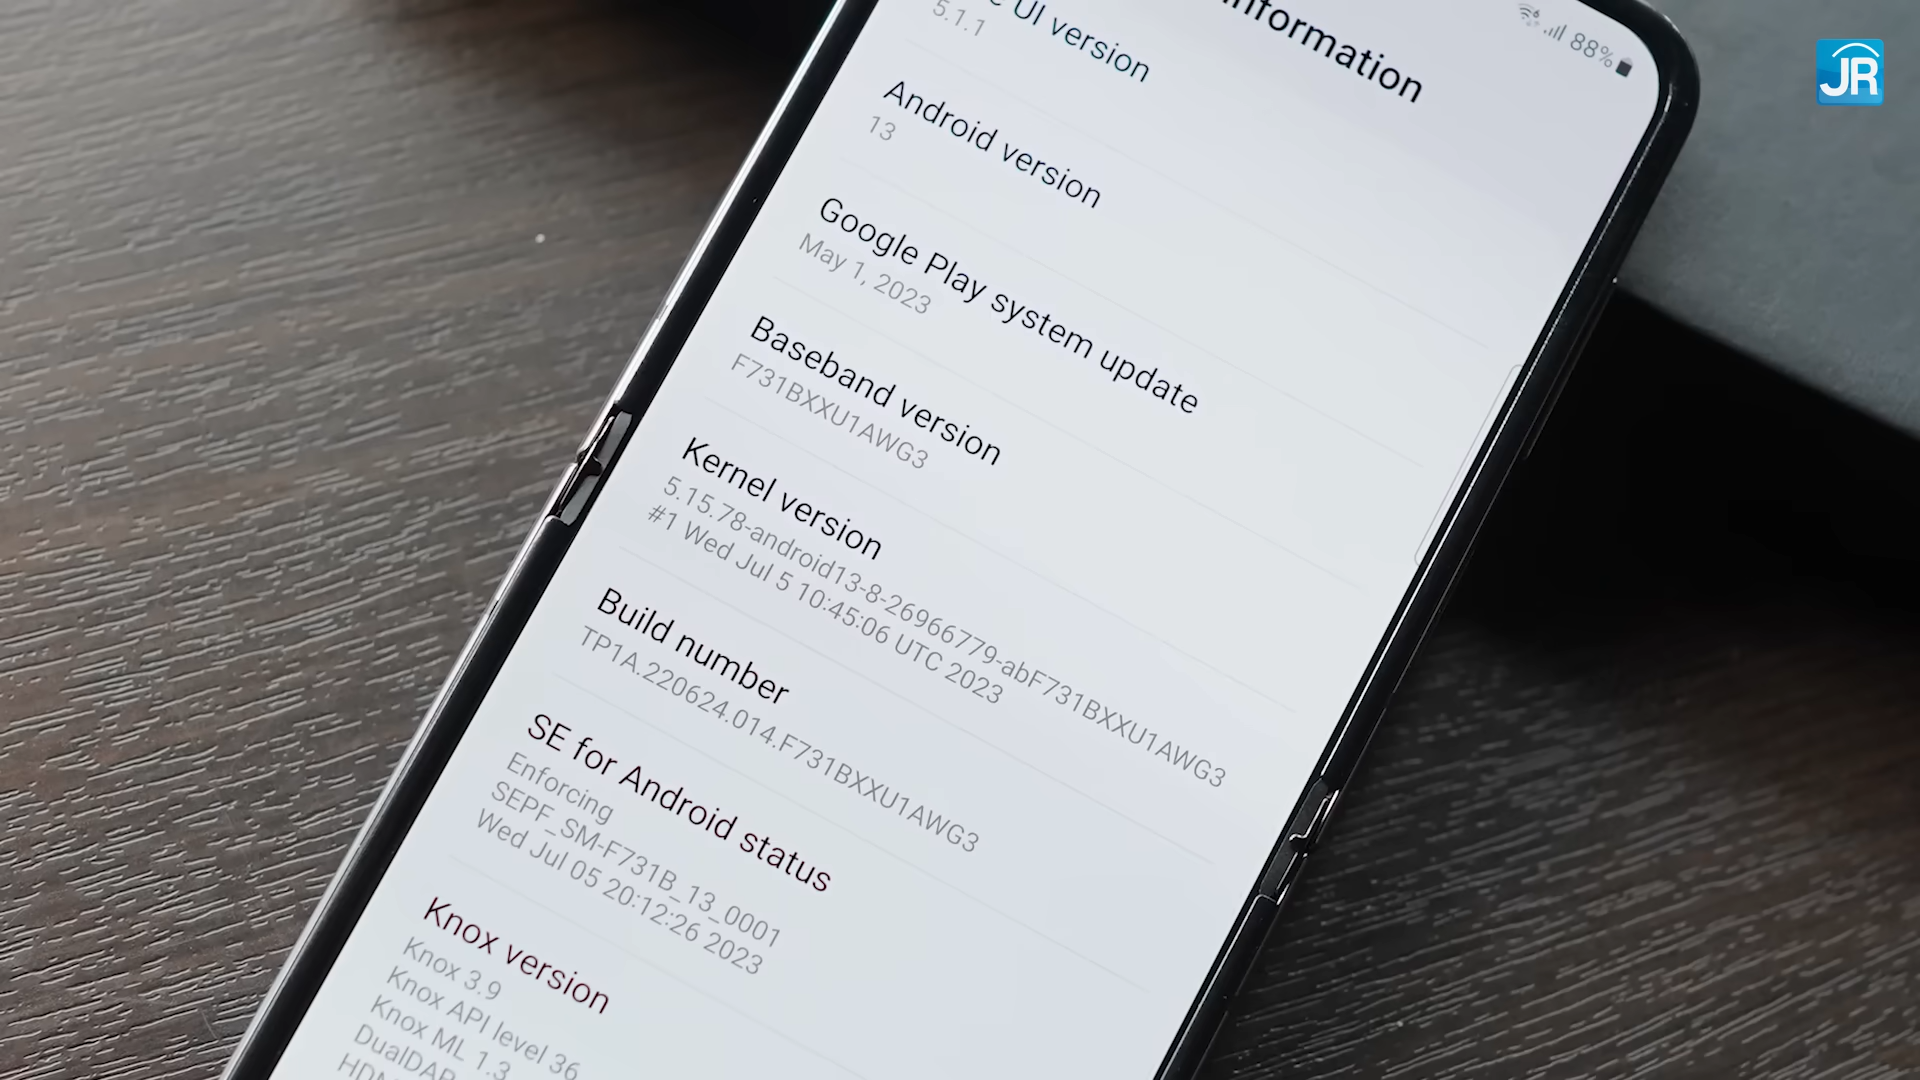 88%
JR
Information
UI version
5.1.1
Android version
13
Google Play system update
May 1, 2023
Baseband version
F731BXXU1AWG3
Kernel version
5.15.78-android13-8-26966779-abF731BXXU1AWG3
#1 Wed Jul 5 10:45:06 UTC 2023
Build number
TP1A.220624.014.F731BXXU1AWG3
SE for Android status
Enforcing
SEPF_SM-F731B_13_0001
Wed Jul 05 20:12:26 2023
Knox version
Knox 3.9
Knox API level 36
Knox ML 1.3
DualDAR